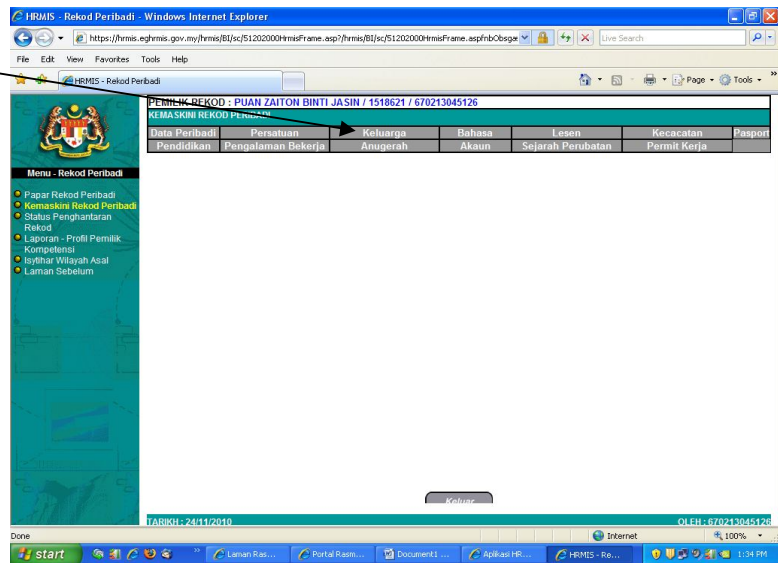 HRMIS - Rekod Peribadi - Windows Internet Explorer
https://hrmis.eghrmis.gov.my/hrmis/BI/sc/51202000HrmisFrame.asp?/hrmis/BI/sc/51202000HrmisFrame.aspfnbObsgæ
Live Search
File Edit View Favorites Tools Help
HRMIS - Rekod Peribadi
Page Tools
PEMILIK REKOD : PUAN ZAITON BINTI JASIN / 1518621 / 670213045126
KEMASKINI REKOD PERIBADI
Data Peribadi Persatuan Keluarga Bahasa Lesen Kecacatan Pasport
Pendidikan Pengalaman Bekerja Anugerah Akaun Sejarah Perubatan Permit Kerja
Menu - Rekod Peribadi
Papar Rekod Peribadi
Kemaskini Rekod Peribadi
Status Penghantaran
Rekod
Laporan - Profil Pemilik
Kompetensi
Isytihar Wilayah Asal
Laman Sebelum
Keluar
TARIKH : 24/11/2010 OLEH : 670213045126
Done Internet 100%
start Laman Ras... Portal Rasm... Document1 ... Aplikasi HR... HRMIS - Re... 1:34 PM